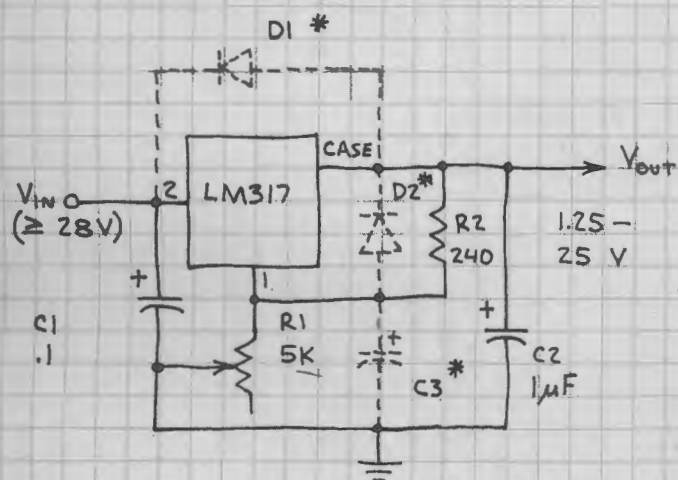 D1 *
CASE
VIN
2
LM317
VOUT
(≥ 28V)
D2*
R2
240
1.25 –
25 V
1
+
C1
.1
R1
5K
+
C3 *
+
C2
1µF